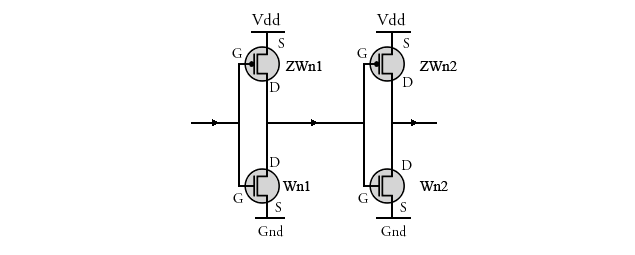 Vdd Vdd
G S G S
ZWn1 ZWn2
D D
D D
Wn1 Wn2
G S G S
Gnd Gnd